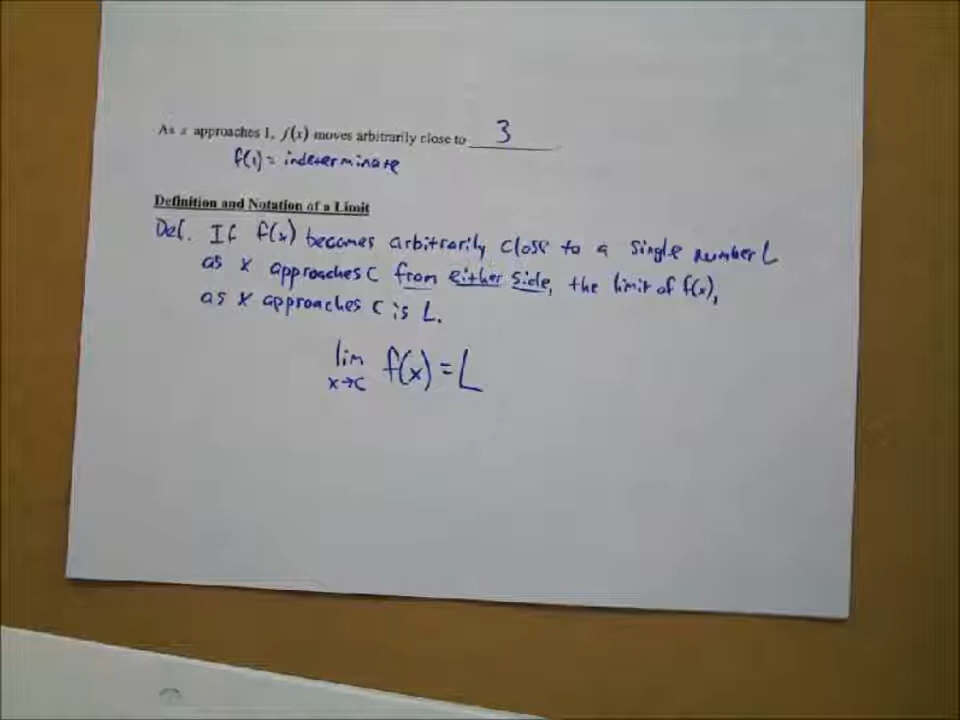 As x approaches 1, f(x) moves arbitrarily close to 3
f(1) = indeterminate
Definition and Notation of a Limit
Def. If f(x) becomes arbitrarily close to a single number L
as x approaches c from either side, the limit of f(x),
as x approaches c is L.
lim x→c f(x) = L